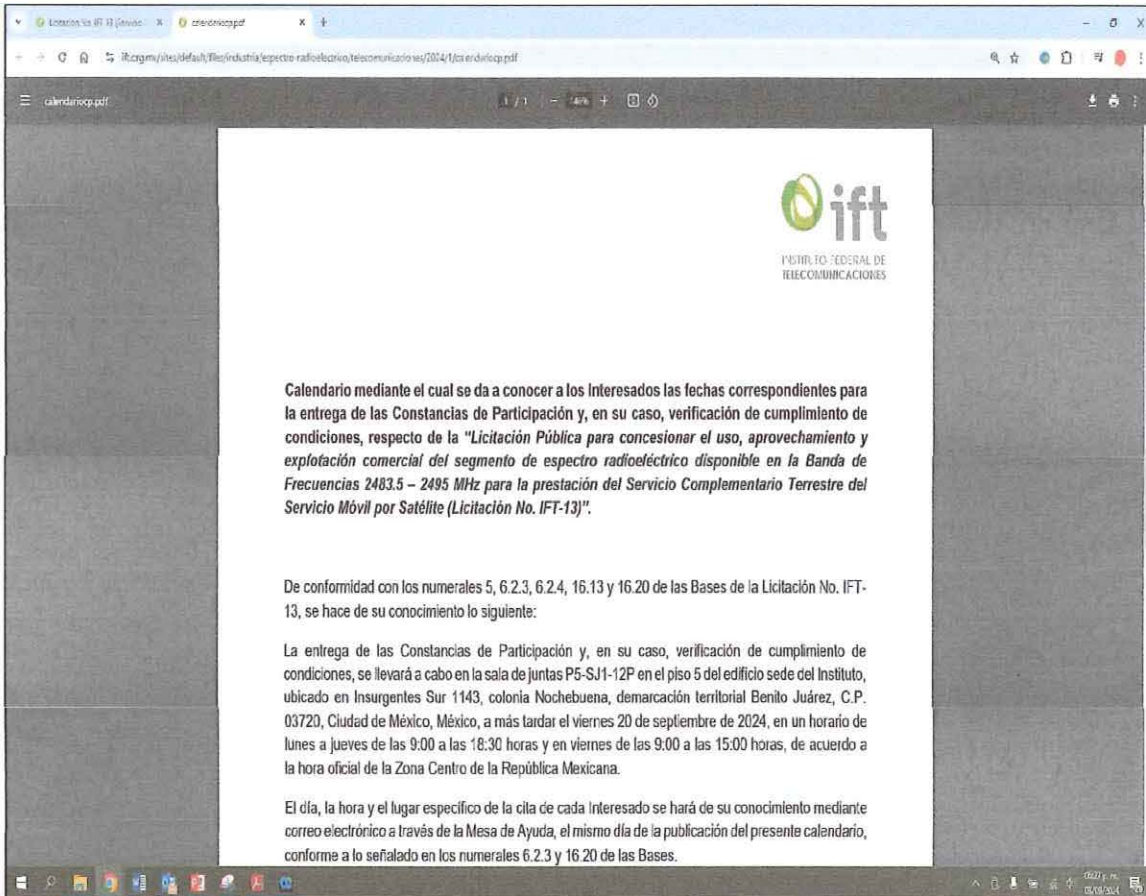 calendariocp.pdf
calendariocp.pdf
1 / 1
ift
INSTITUTO FEDERAL DE
TELECOMUNICACIONES
Calendario mediante el cual se da a conocer a los Interesados las fechas correspondientes para
la entrega de las Constancias de Participación y, en su caso, verificación de cumplimiento de
condiciones, respecto de la "Licitación Pública para concesionar el uso, aprovechamiento y
explotación comercial del segmento de espectro radioeléctrico disponible en la Banda de
Frecuencias 2483.5 – 2495 MHz para la prestación del Servicio Complementario Terrestre del
Servicio Móvil por Satélite (Licitación No. IFT-13)".
De conformidad con los numerales 5, 6.2.3, 6.2.4, 16.13 y 16.20 de las Bases de la Licitación No. IFT-
13, se hace de su conocimiento lo siguiente:
La entrega de las Constancias de Participación y, en su caso, verificación de cumplimiento de
condiciones, se llevará a cabo en la sala de juntas P5-SJ1-12P en el piso 5 del edificio sede del Instituto,
ubicado en Insurgentes Sur 1143, colonia Nochebuena, demarcación territorial Benito Juárez, C.P.
03720, Ciudad de México, México, a más tardar el viernes 20 de septiembre de 2024, en un horario de
lunes a jueves de las 9:00 a las 18:30 horas y en viernes de las 9:00 a las 15:00 horas, de acuerdo a
la hora oficial de la Zona Centro de la República Mexicana.
El día, la hora y el lugar específico de la cita de cada Interesado se hará de su conocimiento mediante
correo electrónico a través de la Mesa de Ayuda, el mismo día de la publicación del presente calendario,
conforme a lo señalado en los numerales 6.2.3 y 16.20 de las Bases.